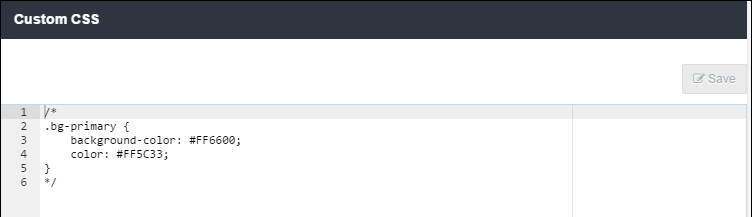 Custom CSS
Save
1 /*
2 .bg-primary {
3     background-color: #FF6600;
4     color: #FF5C33;
5 }
6 */